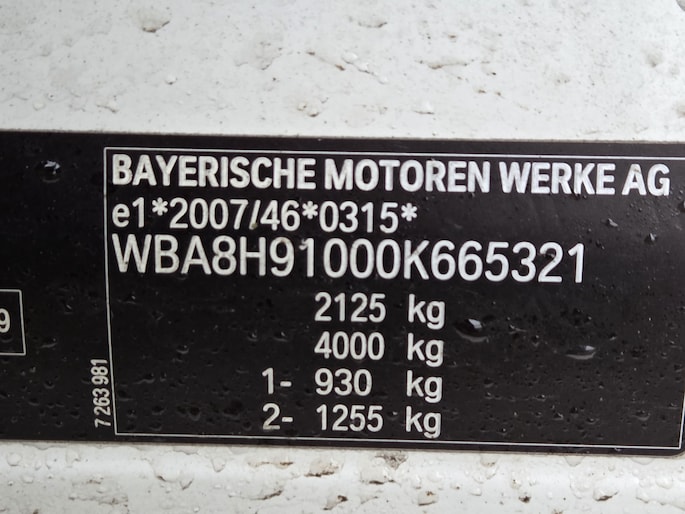 BAYERISCHE MOTOREN WERKE AG
e1*2007/46*0315*
WBA8H91000K665321
2125 kg
4000 kg
1- 930 kg
2- 1255 kg
7 263 981
9